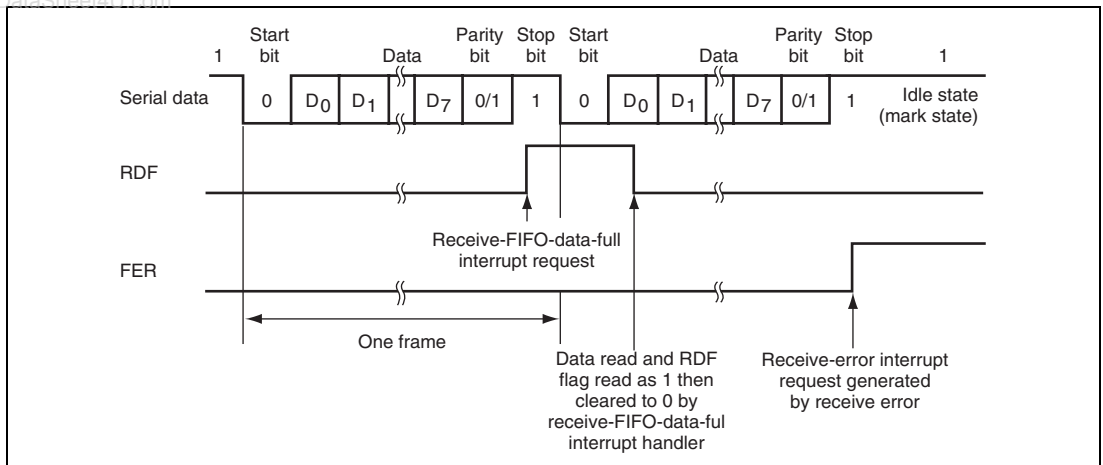 Start bit
Data
Parity bit
Stop bit
Start bit
Data
Parity bit
Stop bit
1
1
Serial data
0
D0
D1
D7
0/1
1
0
D0
D1
D7
0/1
1
Idle state
(mark state)
RDF
Receive-FIFO-data-full
interrupt request
FER
One frame
Data read and RDF
flag read as 1 then
cleared to 0 by
receive-FIFO-data-ful
interrupt handler
Receive-error interrupt
request generated
by receive error